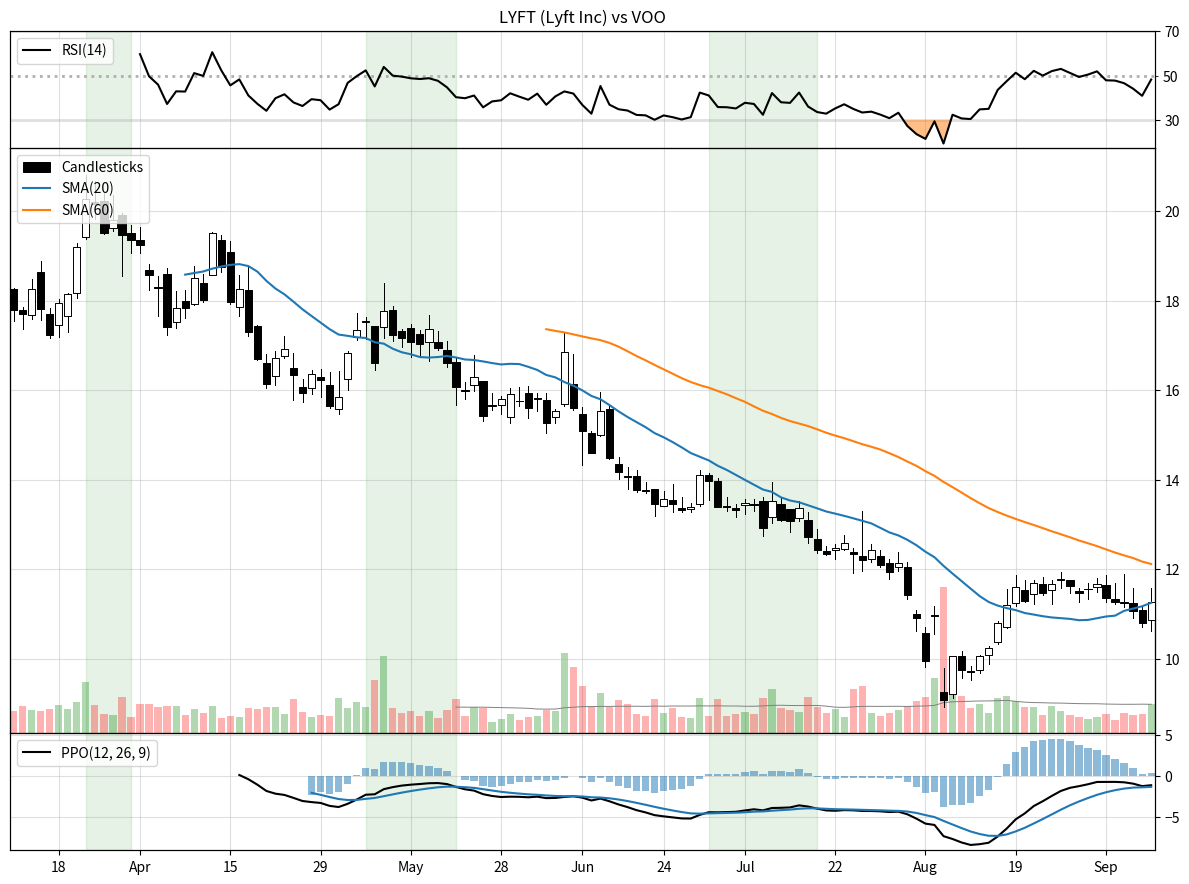 LYFT (Lyft Inc) vs VOO
RSI(14)
70
50
30
Candlesticks
SMA(20)
SMA(60)
20
18
16
14
12
10
PPO(12, 26, 9)
5
0
−5
18 Apr 15 29 May 28 Jun 24 Jul 22 Aug 19 Sep